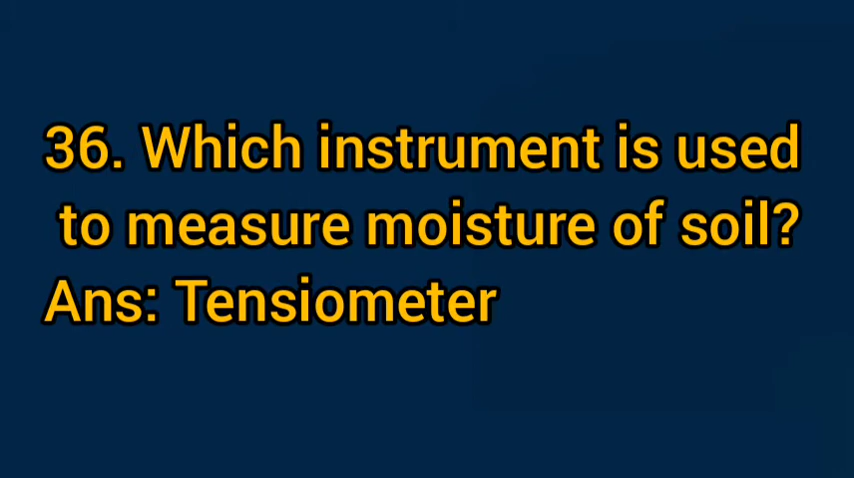 36. Which instrument is used
to measure moisture of soil?
Ans: Tensiometer